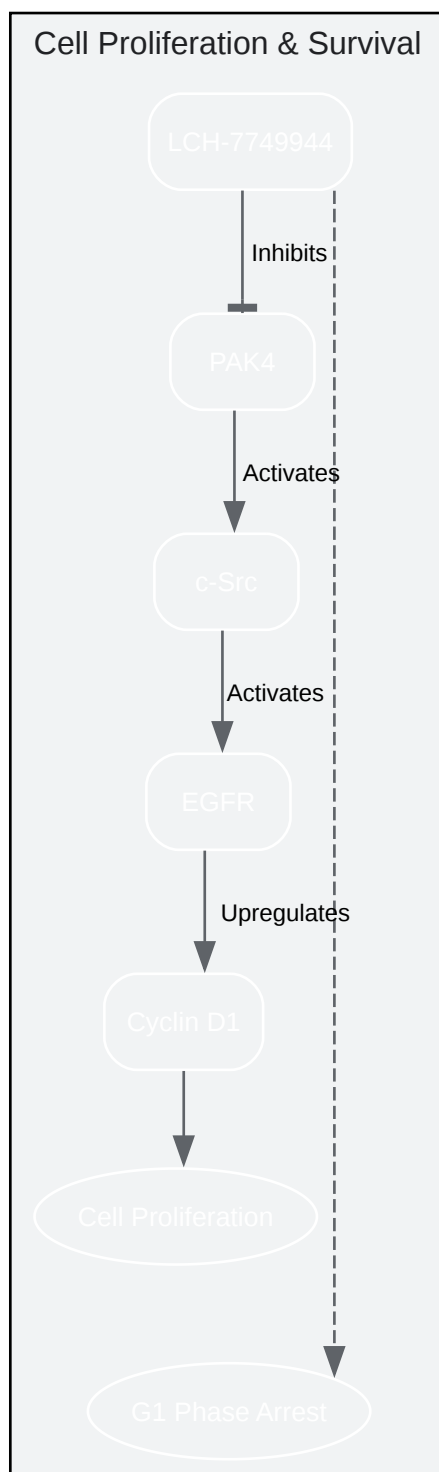 Cell Proliferation & Survival
LCH-7749944
Inhibits
PAK4
Activates
c-Src
Activates
EGFR
Upregulates
Cyclin D1
Cell Proliferation
G1 Phase Arrest